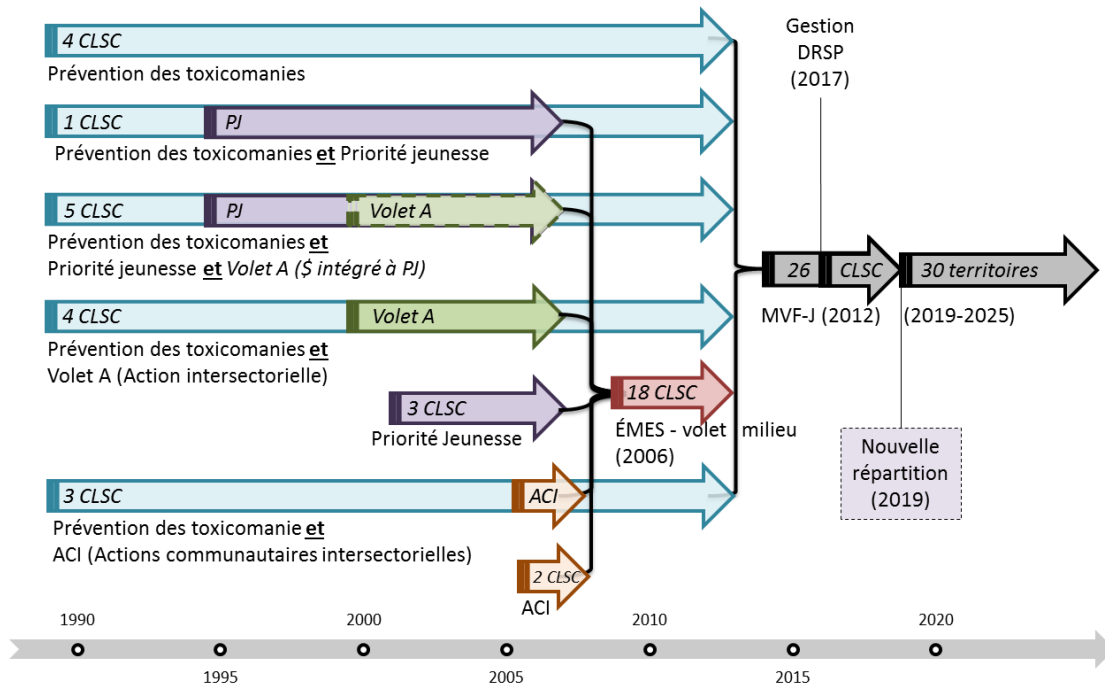 4 CLSC
Prévention des toxicomanies
Gestion
DRSP
(2017)
1 CLSC
PJ
Prévention des toxicomanies et Priorité jeunesse
5 CLSC
PJ
Volet A
Prévention des toxicomanies et
Priorité jeunesse et Volet A ($ intégré à PJ)
26
CLSC
30 territoires
MVF-J (2012)
(2019-2025)
4 CLSC
Volet A
Prévention des toxicomanies et
Volet A (Action intersectorielle)
3 CLSC
Priorité Jeunesse
18 CLSC
ÉMES - volet milieu
(2006)
Nouvelle
répartition
(2019)
3 CLSC
ACI
Prévention des toxicomanie et
ACI (Actions communautaires intersectorielles)
2 CLSC
ACI
1990
2000
2010
2020
1995
2005
2015